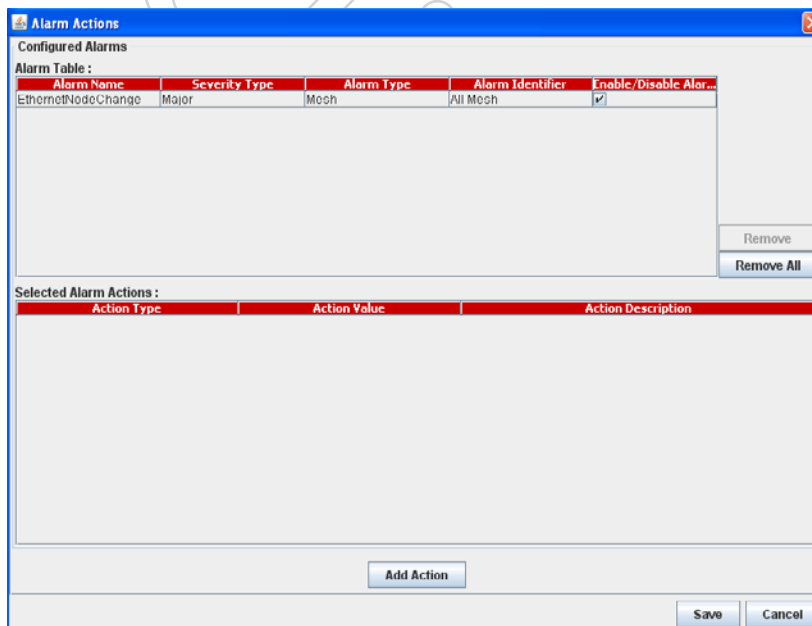 Alarm Actions
Configured Alarms
Alarm Table :
Alarm Name Severity Type Alarm Type Alarm Identifier Enable/Disable Alar...
EthernetNodeChange Major Mesh All Mesh
Remove
Remove All
Selected Alarm Actions :
Action Type Action Value Action Description
Add Action
Save Cancel